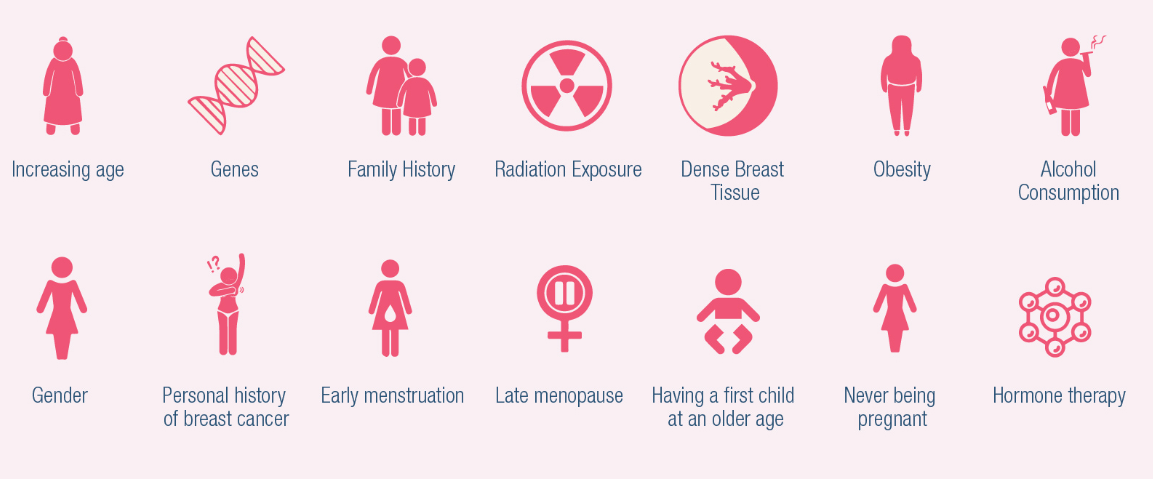 Increasing age
Genes
Family History
Radiation Exposure
Dense Breast
Tissue
Obesity
Alcohol
Consumption
!?
Gender
Personal history
of breast cancer
Early menstruation
Late menopause
Having a first child
at an older age
Never being
pregnant
Hormone therapy